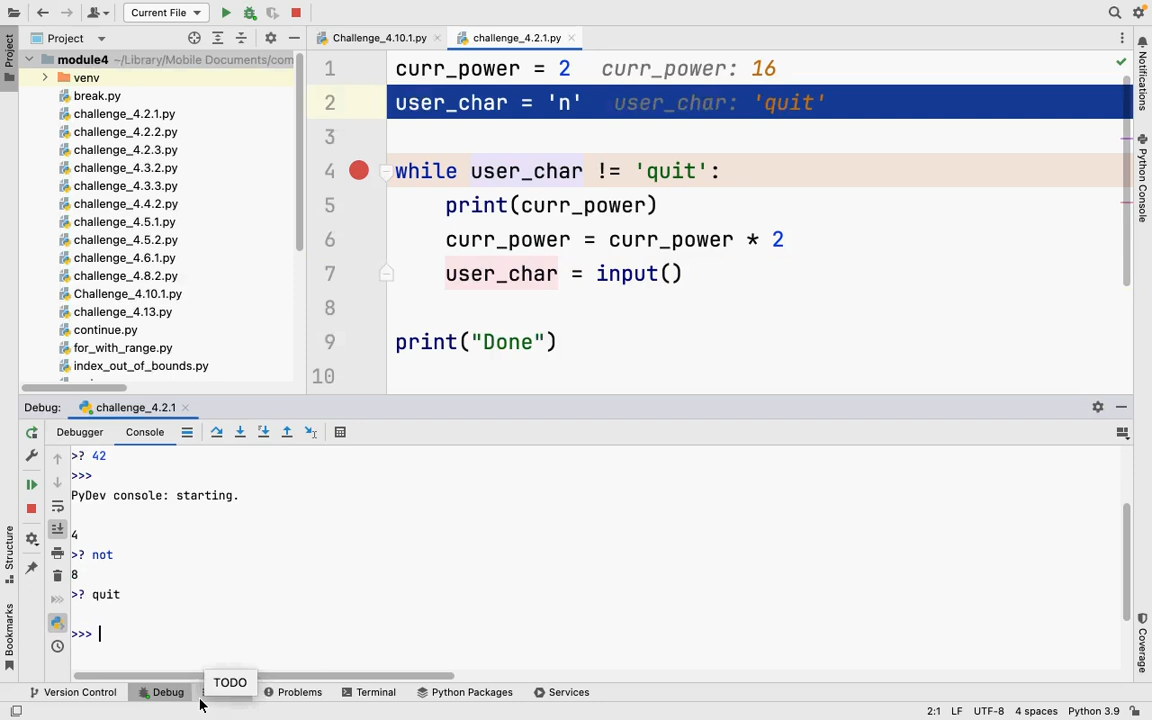 Current File
Project
Challenge_4.10.1.py
challenge_4.2.1.py
Project
Notifications
Python Console
Coverage
Structure
Bookmarks
module4 ~/Library/Mobile Documents/com
venv
break.py
challenge_4.2.1.py
challenge_4.2.2.py
challenge_4.2.3.py
challenge_4.3.2.py
challenge_4.3.3.py
challenge_4.4.2.py
challenge_4.5.1.py
challenge_4.5.2.py
challenge_4.6.1.py
challenge_4.8.2.py
Challenge_4.10.1.py
challenge_4.13.py
continue.py
for_with_range.py
index_out_of_bounds.py
1 curr_power = 2 curr_power: 16
2 user_char = 'n' user_char: 'quit'
3
4 while user_char != 'quit':
5 print(curr_power)
6 curr_power = curr_power * 2
7 user_char = input()
8
9 print("Done")
10
Debug: challenge_4.2.1
Debugger Console
>? 42
>>>
PyDev console: starting.
4
>? not
8
>? quit
>>>
TODO
Version Control Debug Problems Terminal Python Packages Services
2:1 LF UTF-8 4 spaces Python 3.9